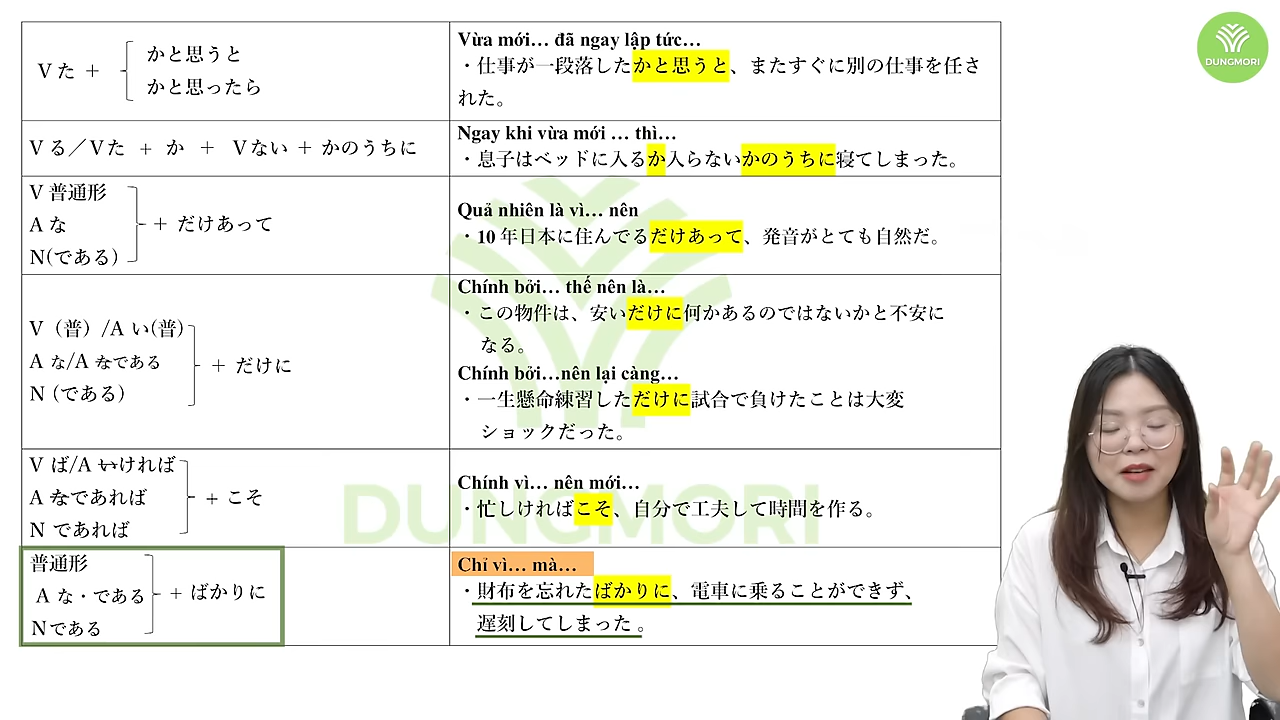 Vた ＋ かと思うと
かと思ったら
Vừa mới… đã ngay lập tức…
・仕事が一段落したかと思うと、またすぐに別の仕事を任さ
れた。
Vる／Vた ＋ か ＋ Vない ＋ かのうちに
Ngay khi vừa mới … thì…
・息子はベッドに入るか入らないかのうちに寝てしまった。
V 普通形
A な
N(である)
＋ だけあって
Quả nhiên là vì… nên
・10 年日本に住んでるだけあって、発音がとても自然だ。
V（普）/A い(普)
A な/A なである
N (である)
＋ だけに
Chính bởi… thế nên là…
・この物件は、安いだけに何かあるのではないかと不安に
なる。
Chính bởi…nên lại càng…
・一生懸命練習しただけに試合で負けたことは大変
ショックだった。
V ば/A いければ
A なであれば
N であれば
＋ こそ
Chính vì… nên mới…
・忙しければこそ、自分で工夫して時間を作る。
普通形
A な・である
Nである
＋ ばかりに
Chỉ vì… mà…
・財布を忘れたばかりに、電車に乗ることができず、
遅刻してしまった 。
DUNGMORI
DUNGMORI